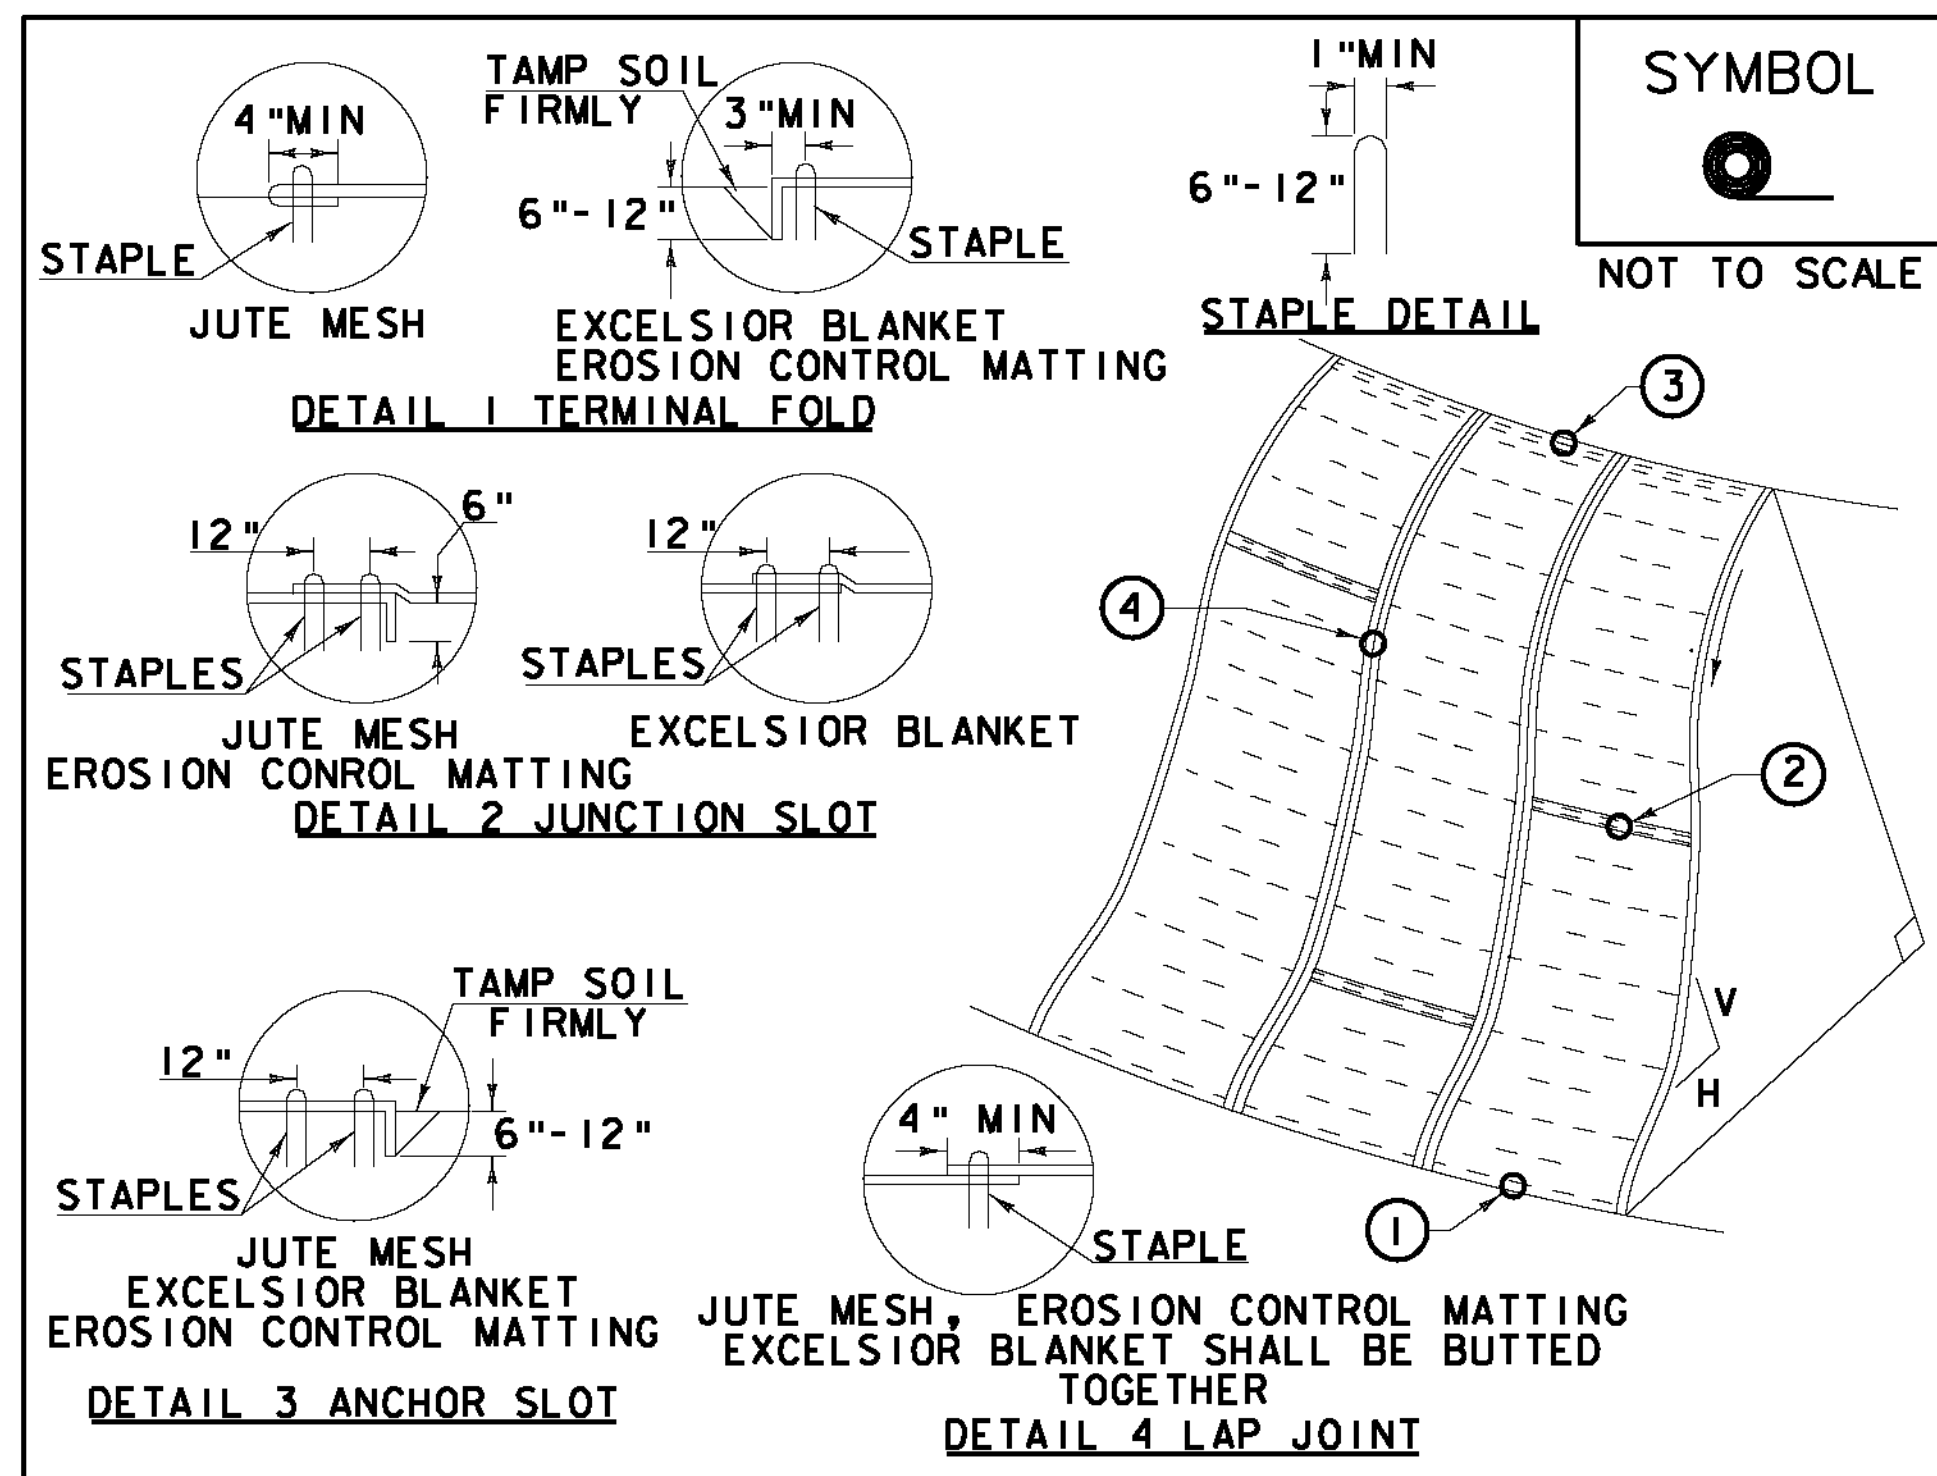 4"MIN
STAPLE
JUTE MESH
TAMP SOIL
FIRMLY
3"MIN
6"-12"
STAPLE
EXCELSIOR BLANKET
EROSION CONTROL MATTING
DETAIL 1 TERMINAL FOLD
1"MIN
6"-12"
STAPLE DETAIL
SYMBOL
NOT TO SCALE
12"
6"
STAPLES
JUTE MESH
EROSION CONROL MATTING
12"
STAPLES
EXCELSIOR BLANKET
DETAIL 2 JUNCTION SLOT
3
4
2
V
H
1
TAMP SOIL
FIRMLY
12"
6"-12"
STAPLES
JUTE MESH
EXCELSIOR BLANKET
EROSION CONTROL MATTING
DETAIL 3 ANCHOR SLOT
4" MIN
STAPLE
JUTE MESH, EROSION CONTROL MATTING
EXCELSIOR BLANKET SHALL BE BUTTED
TOGETHER
DETAIL 4 LAP JOINT